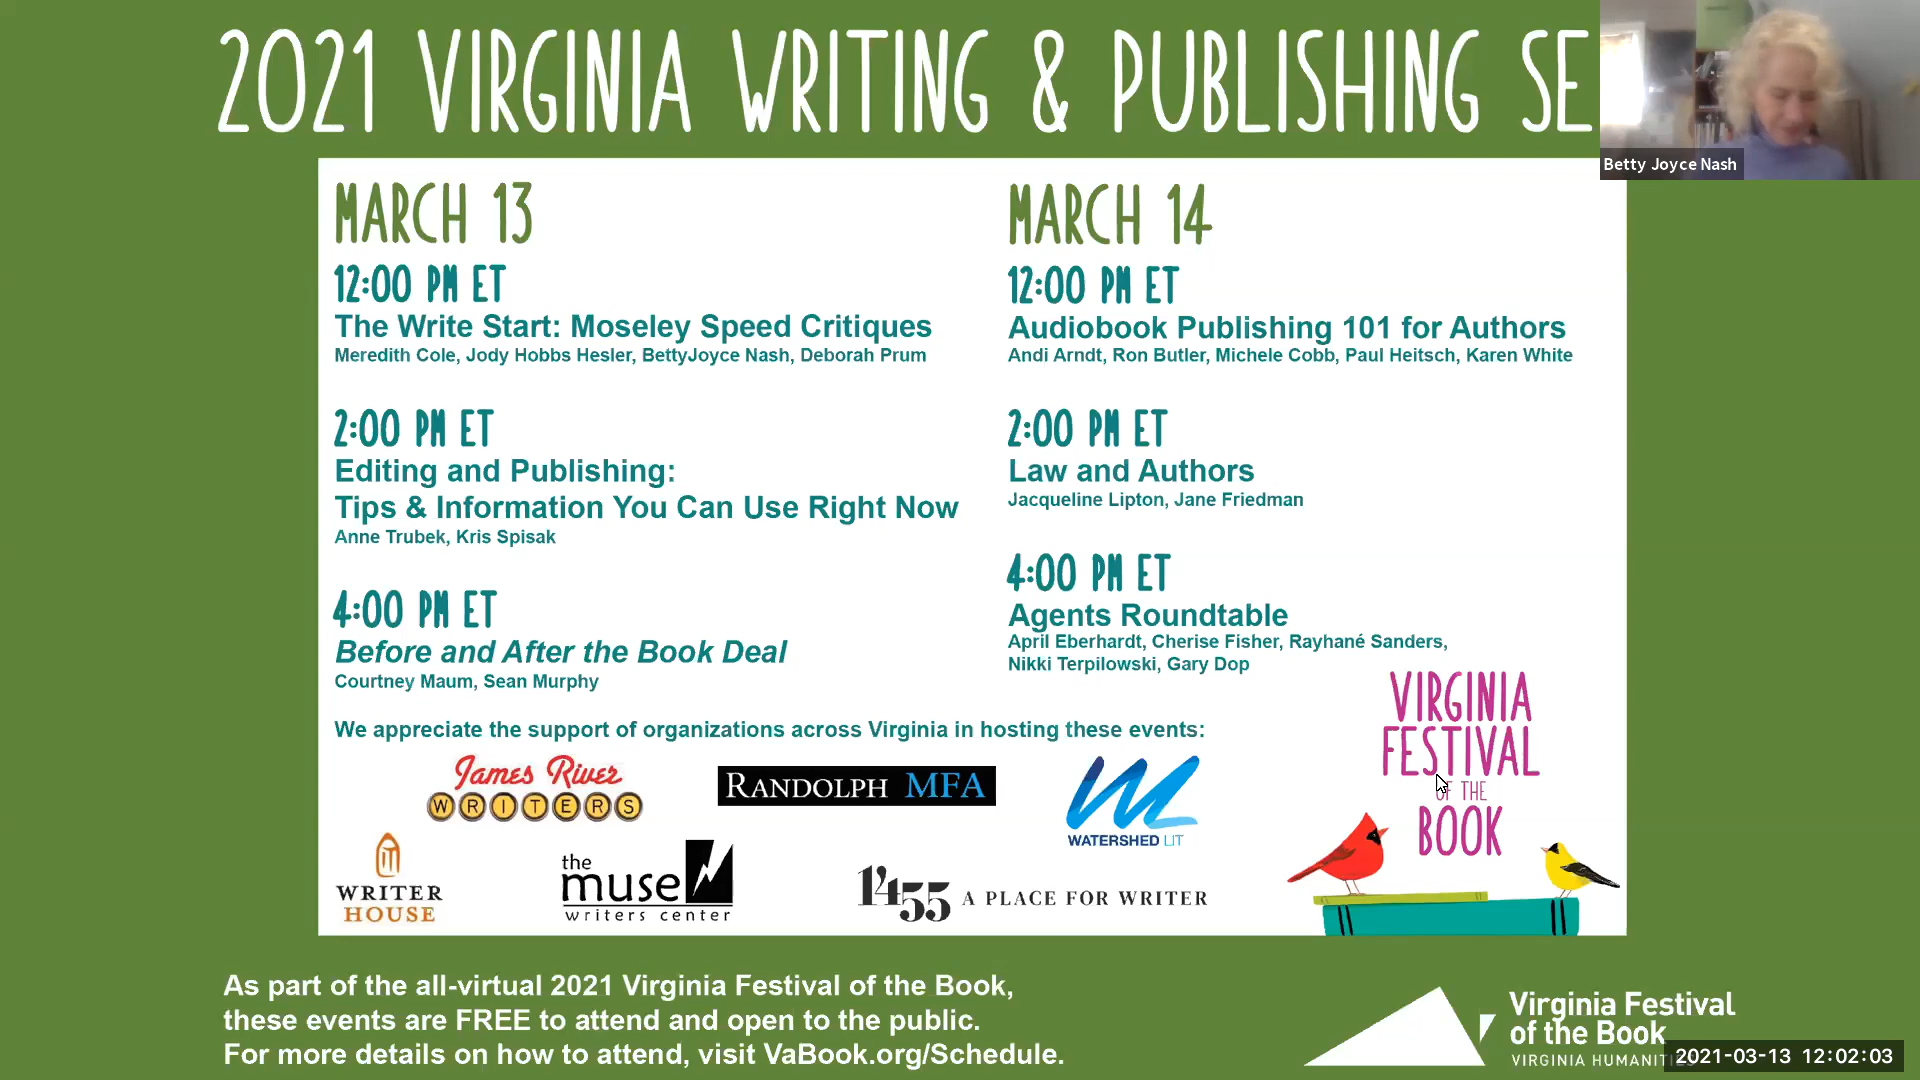 2021 VIRGINIA WRITING & PUBLISHING SE
Betty Joyce Nash
MARCH 13
12:00 PM ET
The Write Start: Moseley Speed Critiques
Meredith Cole, Jody Hobbs Hesler, BettyJoyce Nash, Deborah Prum
2:00 PM ET
Editing and Publishing:
Tips & Information You Can Use Right Now
Anne Trubek, Kris Spisak
4:00 PM ET
Before and After the Book Deal
Courtney Maum, Sean Murphy
MARCH 14
12:00 PM ET
Audiobook Publishing 101 for Authors
Andi Arndt, Ron Butler, Michele Cobb, Paul Heitsch, Karen White
2:00 PM ET
Law and Authors
Jacqueline Lipton, Jane Friedman
4:00 PM ET
Agents Roundtable
April Eberhardt, Cherise Fisher, Rayhané Sanders,
Nikki Terpilowski, Gary Dop
We appreciate the support of organizations across Virginia in hosting these events:
James River
WRITERS
RANDOLPH MFA
WATERSHED LIT
WRITER
HOUSE
the
muse
writers center
1455 A PLACE FOR WRITER
VIRGINIA
FESTIVAL
OF THE
BOOK
As part of the all-virtual 2021 Virginia Festival of the Book,
these events are FREE to attend and open to the public.
For more details on how to attend, visit VaBook.org/Schedule.
Virginia Festival
of the Book
VIRGINIA HUMANITIES
2021-03-13 12:02:03